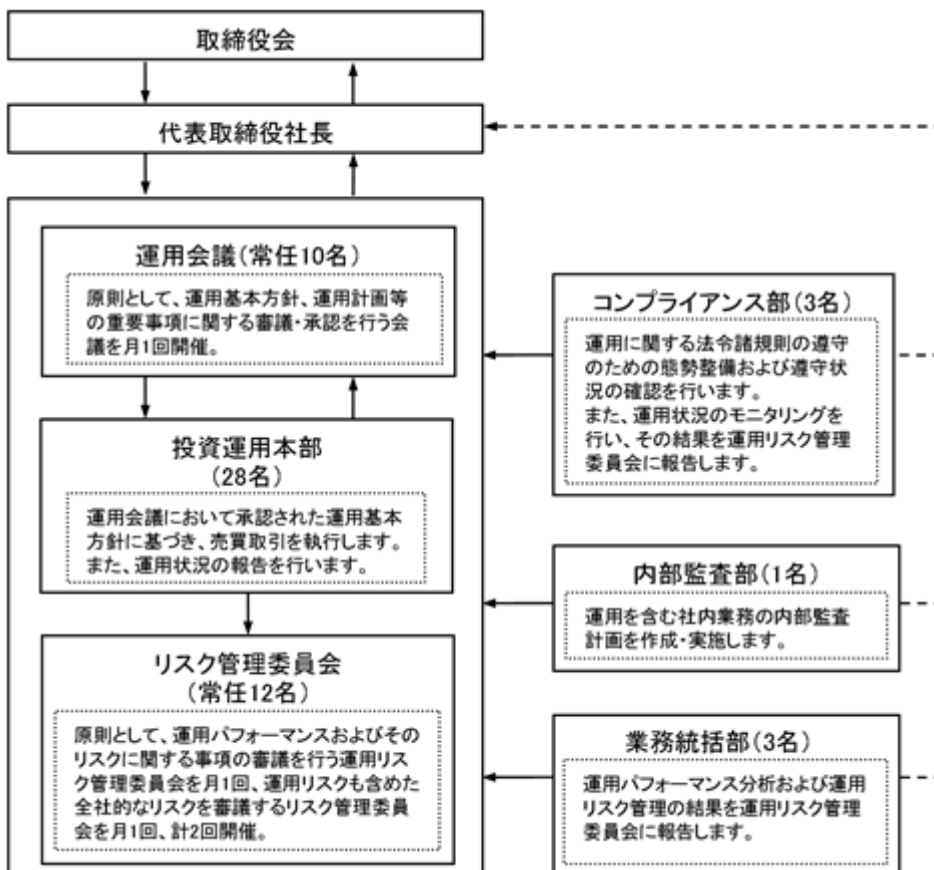 取締役会
代表取締役社長
運用会議(常任10名)
原則として、運用基本方針、運用計画等
の重要事項に関する審議・承認を行う会
議を月1回開催。
投資運用本部
(28名)
運用会議において承認された運用基本
方針に基づき、売買取引を執行します。
また、運用状況の報告を行います。
リスク管理委員会
(常任12名)
原則として、運用パフォーマンスおよびその
リスクに関する事項の審議を行う運用リス
ク管理委員会を月1回、運用リスクも含めた
全社的なリスクを審議するリスク管理委員
会を月1回、計2回開催。
コンプライアンス部(3名)
運用に関する法令諸規則の遵守
のための態勢整備および遵守状
況の確認を行います。
また、運用状況のモニタリングを
行い、その結果を運用リスク管理
委員会に報告します。
内部監査部(1名)
運用を含む社内業務の内部監査
計画を作成・実施します。
業務統括部(3名)
運用パフォーマンス分析および運用
リスク管理の結果を運用リスク管理
委員会に報告します。